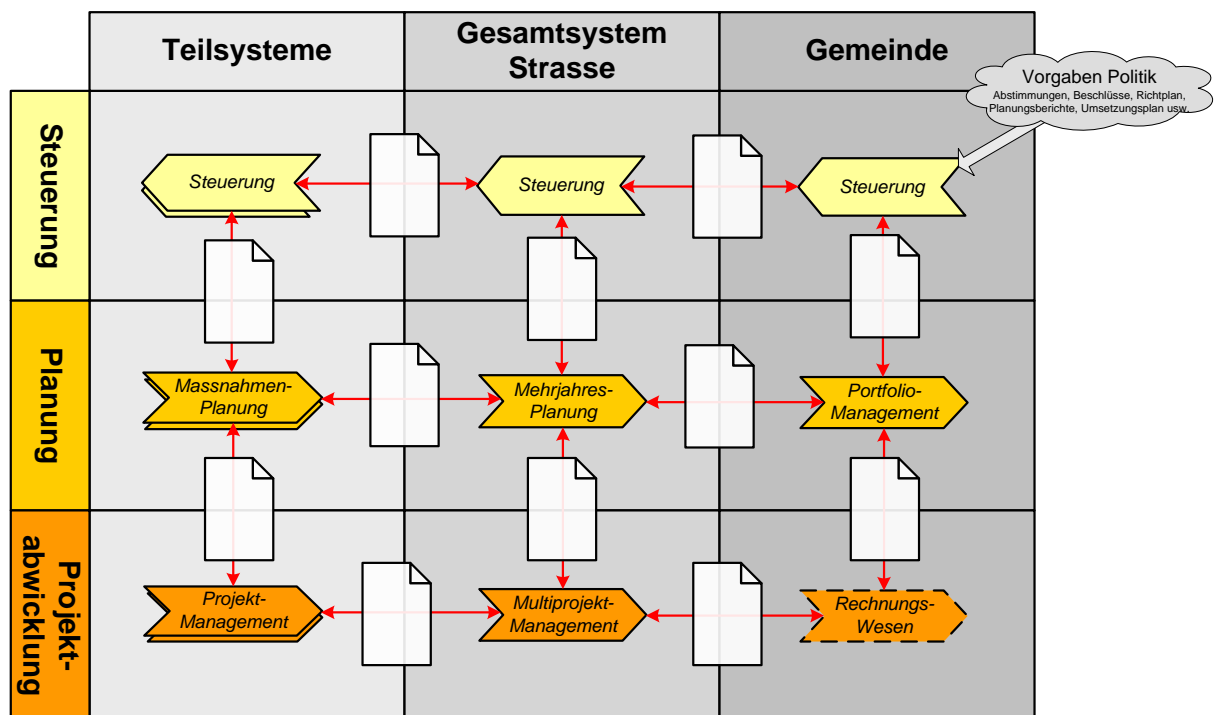 Teilsysteme
Gesamtsystem
Strasse
Gemeinde
Vorgaben Politik
Abstimmungen, Beschlüsse, Richtplan,
Planungsberichte, Umsetzungsplan usw.
Steuerung
Steuerung
Steuerung
Steuerung
Planung
Massnahmen-
Planung
Mehrjahres-
Planung
Portfolio-
Management
Projekt-
abwicklung
Projekt-
Management
Multiprojekt-
Management
Rechnungs-
Wesen